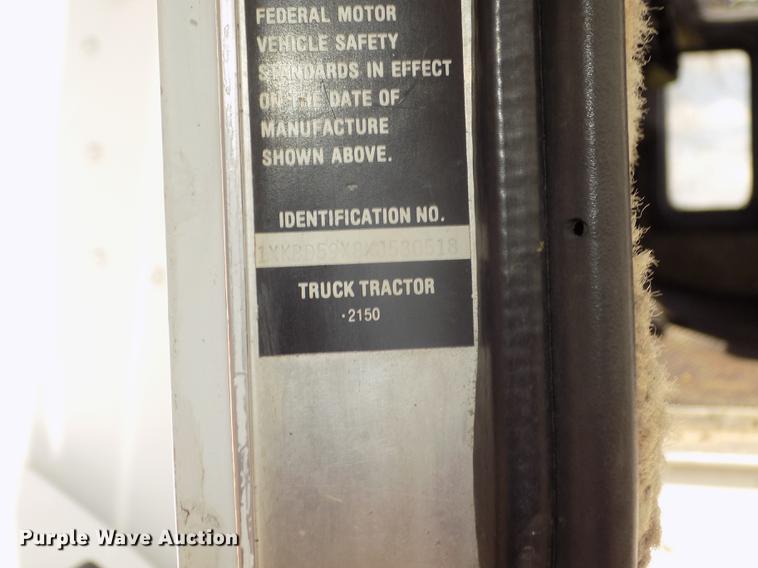 FEDERAL MOTOR
VEHICLE SAFETY
STANDARDS IN EFFECT
ON THE DATE OF
MANUFACTURE
SHOWN ABOVE.
IDENTIFICATION NO.
1XKBD59X8KJ530518
TRUCK TRACTOR
·2150
Purple Wave Auction